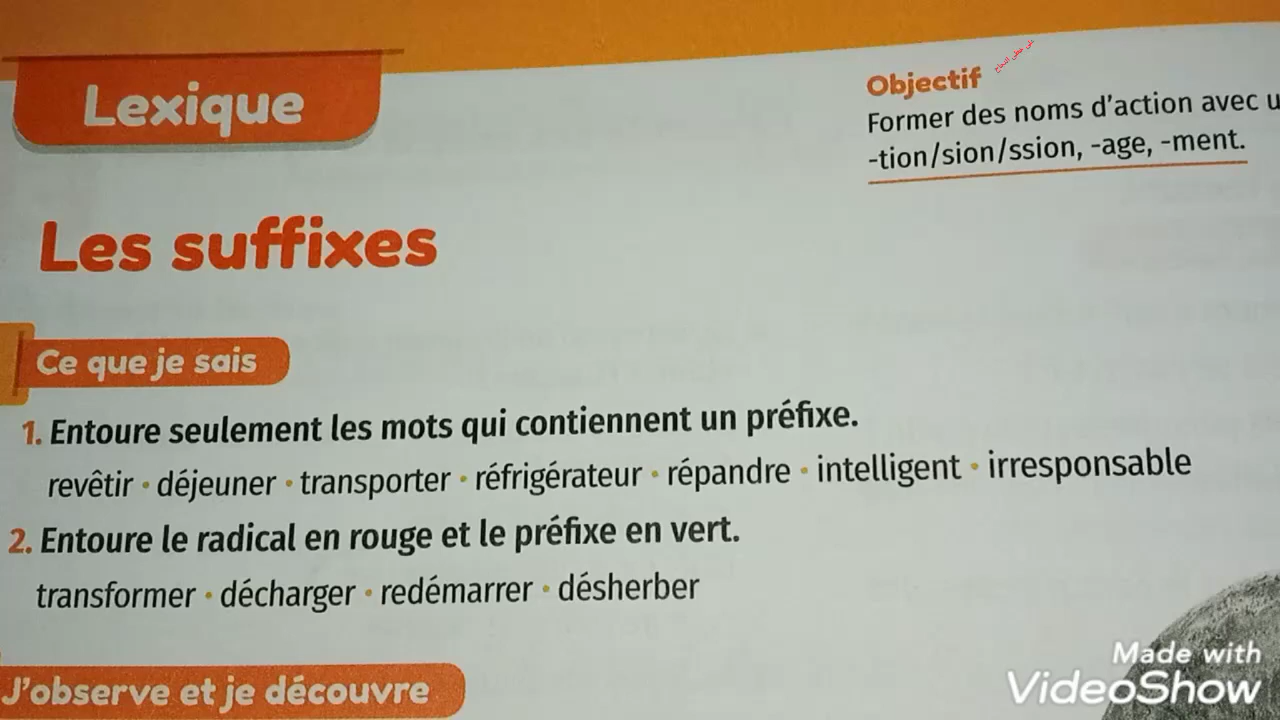 Lexique
Objectif
Former des noms d'action avec
-tion/sion/ssion, -age, -ment.
Les suffixes
Ce que je sais
1. Entoure seulement les mots qui contiennent un préfixe.
revêtir • déjeuner • transporter • réfrigérateur • répandre • intelligent • irresponsable
2. Entoure le radical en rouge et le préfixe en vert.
transformer • décharger • redémarrer • désherber
J'observe et je découvre
Made with
VideoShow